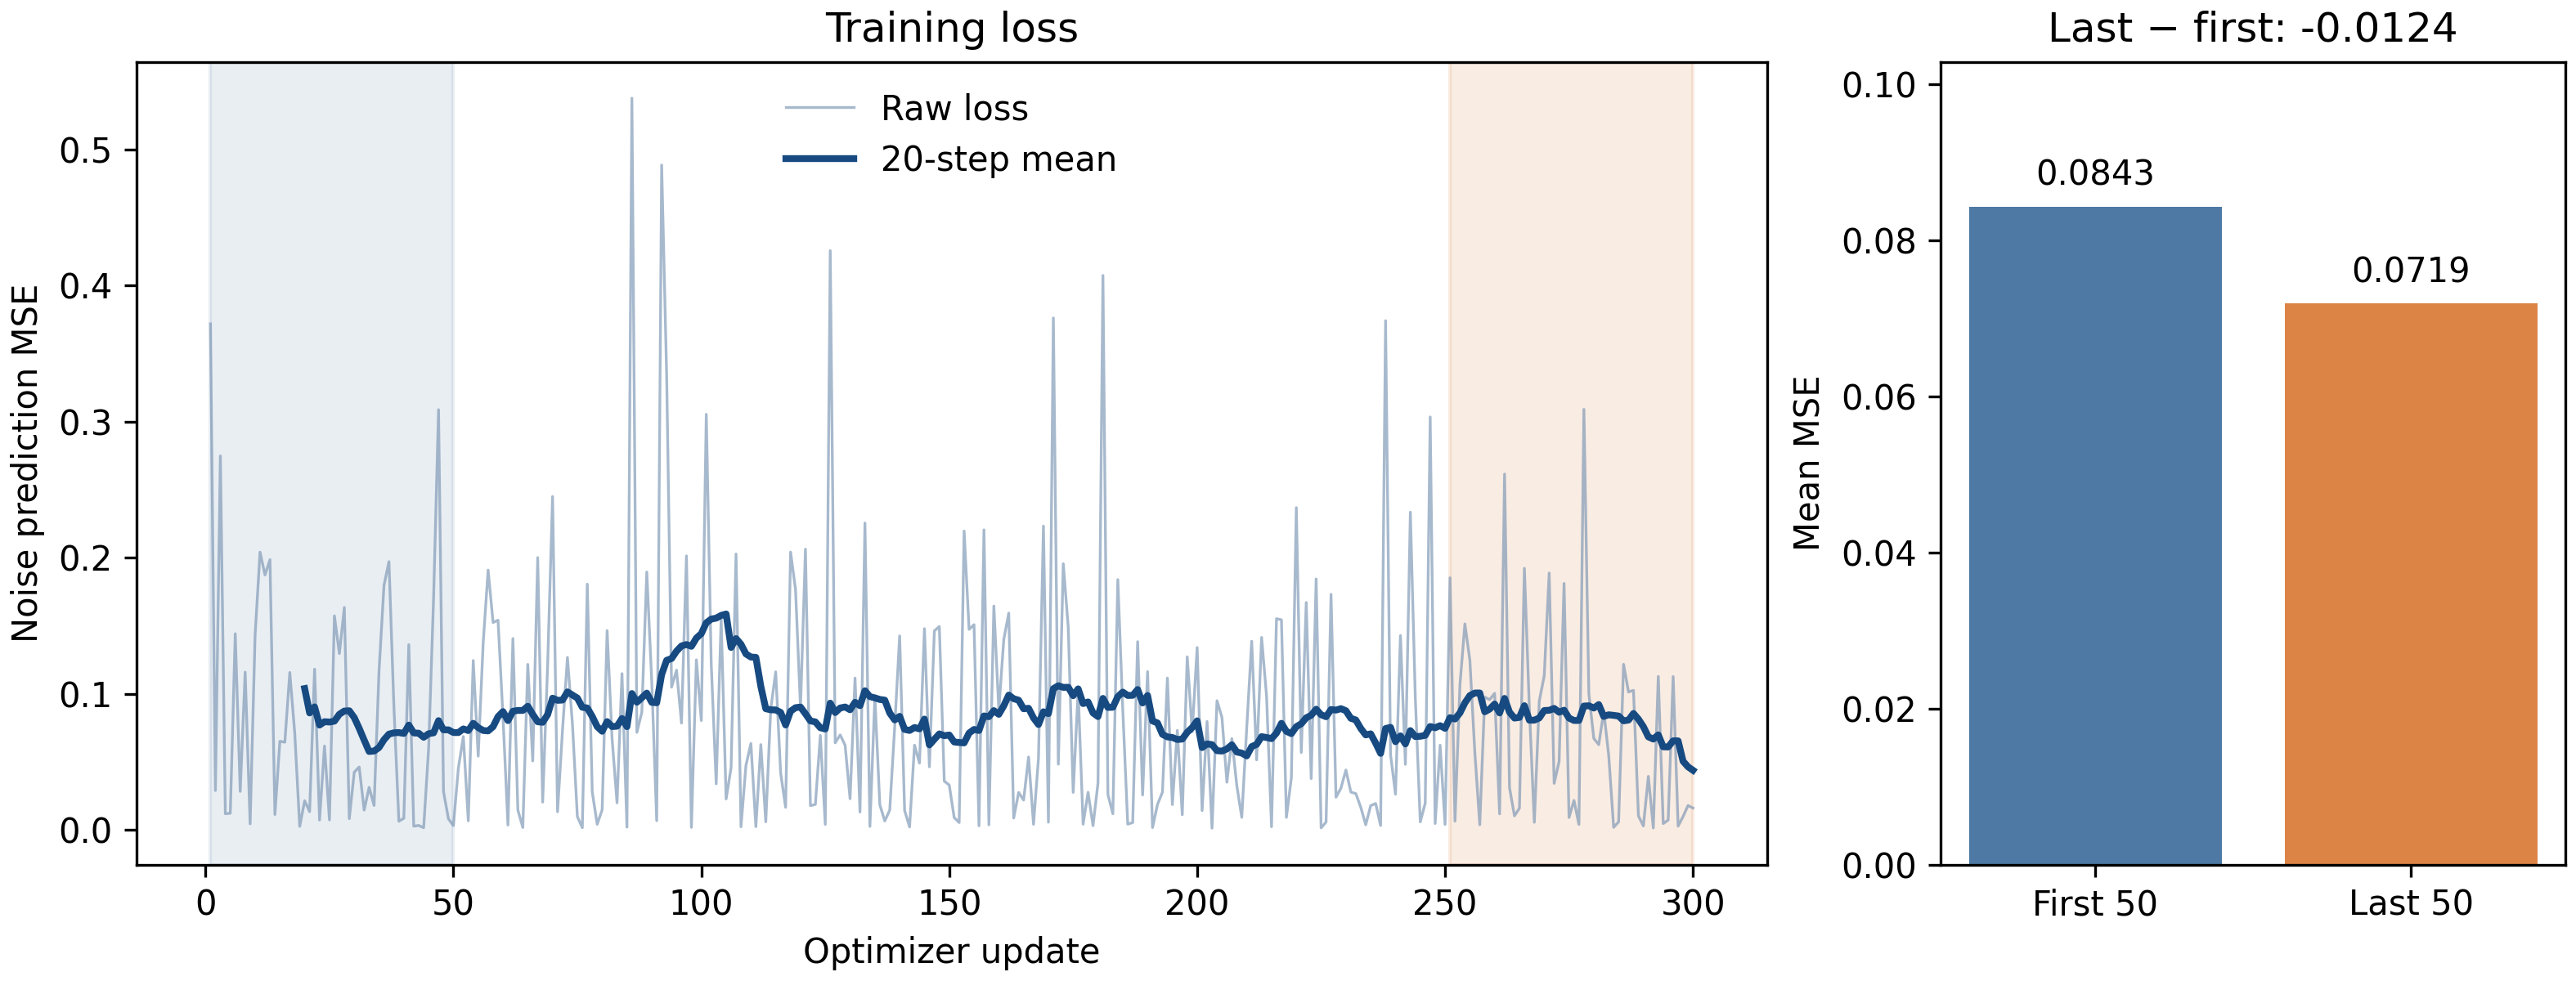 Training loss
Raw loss
20-step mean
Noise prediction MSE
0.5
0.4
0.3
0.2
0.1
0.0
0
50
100
150
200
250
300
Optimizer update
Last − first: -0.0124
Mean MSE
0.10
0.08
0.06
0.04
0.02
0.00
0.0843
0.0719
First 50
Last 50